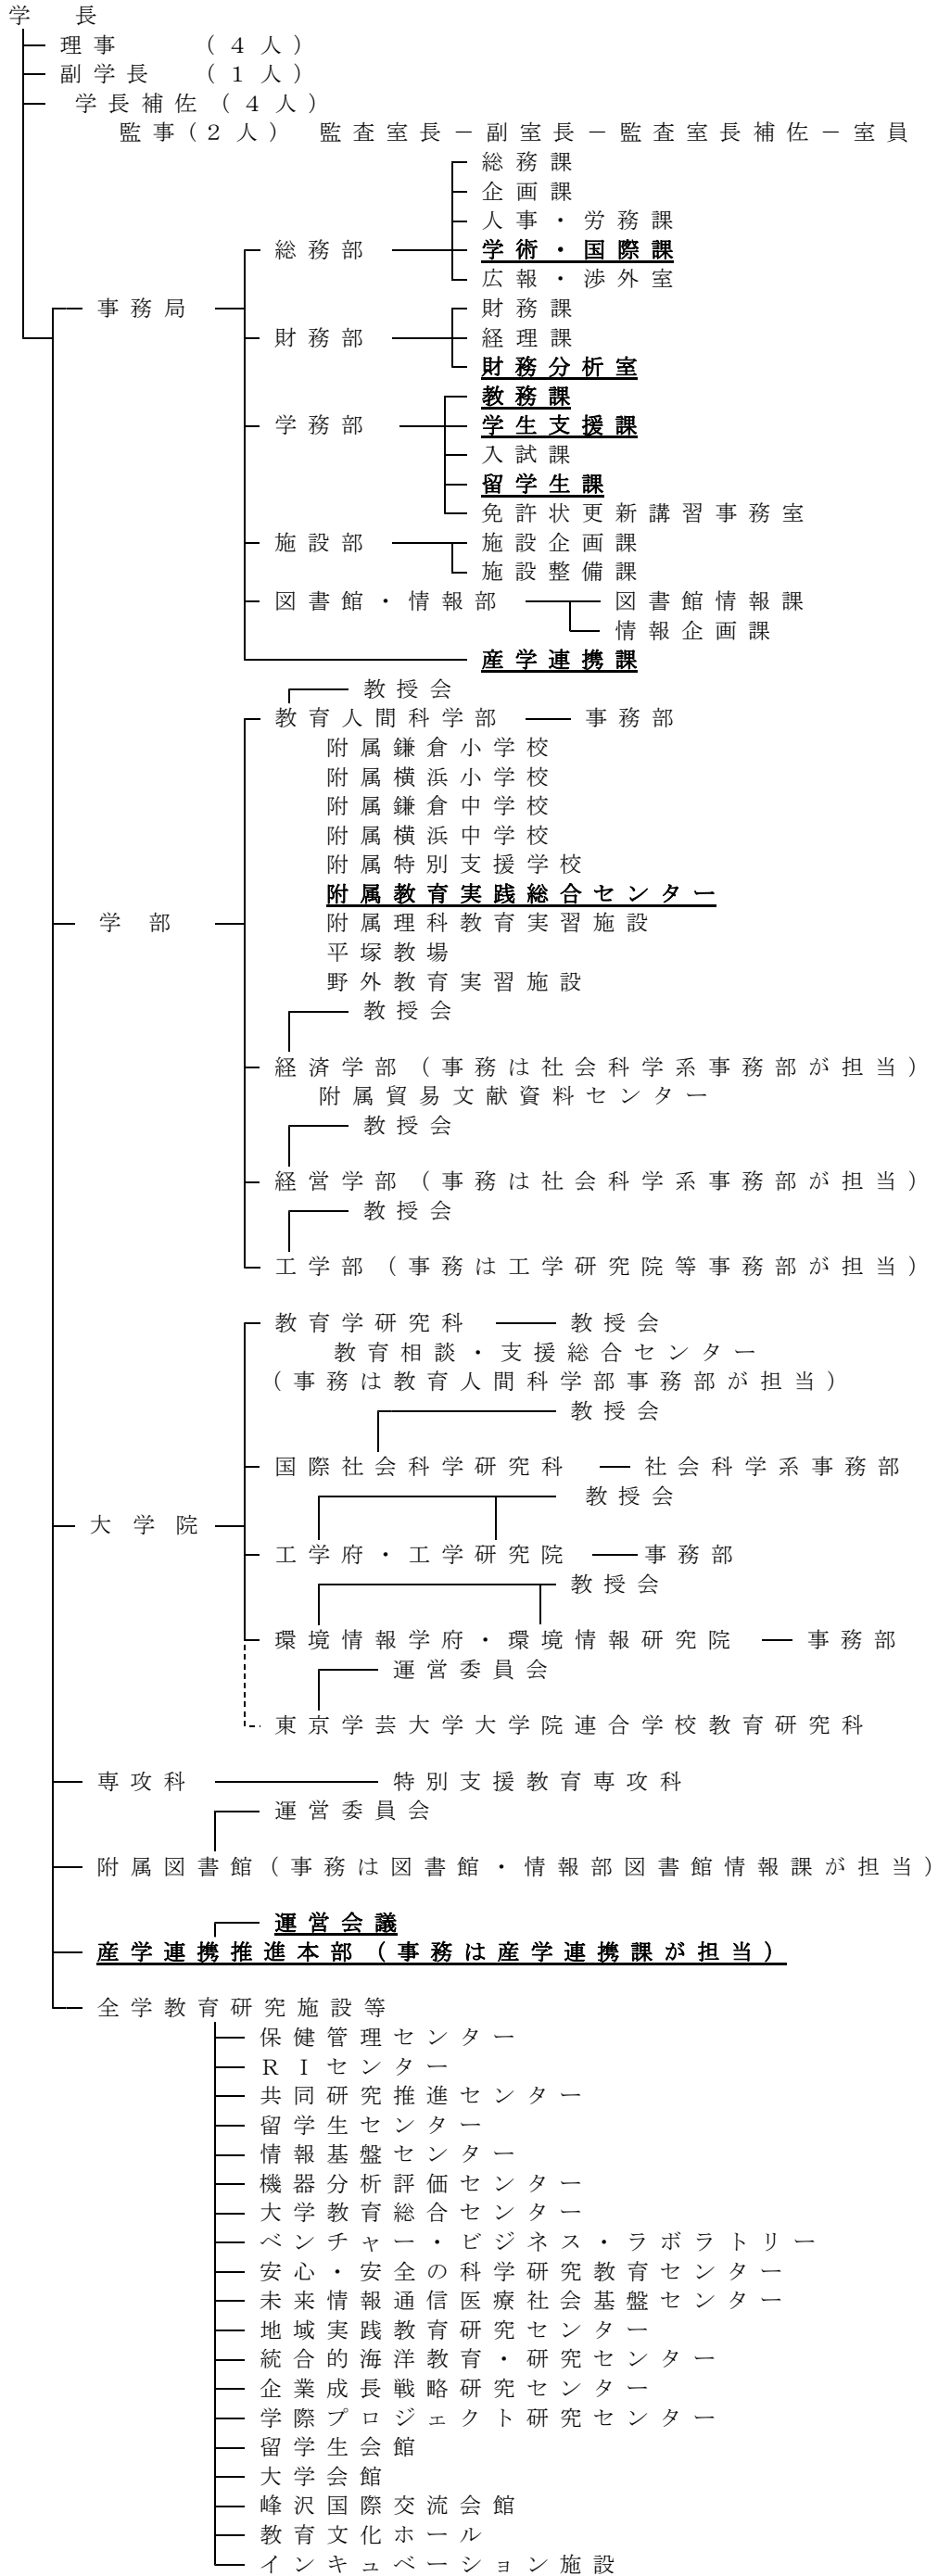 学　長
理事　（４人）
副学長　（１人）
学長補佐（４人）
監事（２人）　監査室長－副室長－監査室長補佐－室員
総務課
企画課
人事・労務課
総務部　学術・国際課
広報・渉外室
事務局　財務課
財務部　経理課
財務分析室
教務課
学務部　学生支援課
入試課
留学生課
免許状更新講習事務室
施設部　施設企画課
施設整備課
図書館・情報部　図書館情報課
情報企画課
産学連携課
教授会
教育人間科学部　事務部
附属鎌倉小学校
附属横浜小学校
附属鎌倉中学校
附属横浜中学校
附属特別支援学校
附属教育実践総合センター
学　部　附属理科教育実習施設
平塚教場
野外教育実習施設
教授会
経済学部（事務は社会科学系事務部が担当）
附属貿易文献資料センター
教授会
経営学部（事務は社会科学系事務部が担当）
教授会
工学部（事務は工学研究院等事務部が担当）
教育学研究科　教授会
教育相談・支援総合センター
（事務は教育人間科学部事務部が担当）
教授会
国際社会科学研究科　社会科学系事務部
教授会
大学院
工学府・工学研究院　事務部
教授会
環境情報学府・環境情報研究院　事務部
運営委員会
東京学芸大学大学院連合学校教育研究科
専攻科　特別支援教育専攻科
運営委員会
附属図書館（事務は図書館・情報部図書館情報課が担当）
運営会議
産学連携推進本部（事務は産学連携課が担当）
全学教育研究施設等
保健管理センター
ＲＩセンター
共同研究推進センター
留学生センター
情報基盤センター
機器分析評価センター
大学教育総合センター
ベンチャー・ビジネス・ラボラトリー
安心・安全の科学研究教育センター
未来情報通信医療社会基盤センター
地域実践教育研究センター
統合的海洋教育・研究センター
企業成長戦略研究センター
学際プロジェクト研究センター
留学生会館
大学会館
峰沢国際交流会館
教育文化ホール
インキュベーション施設